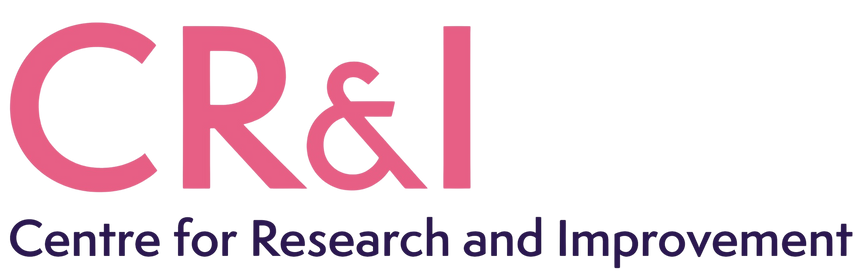 CR&I
Centre for Research and Improvement